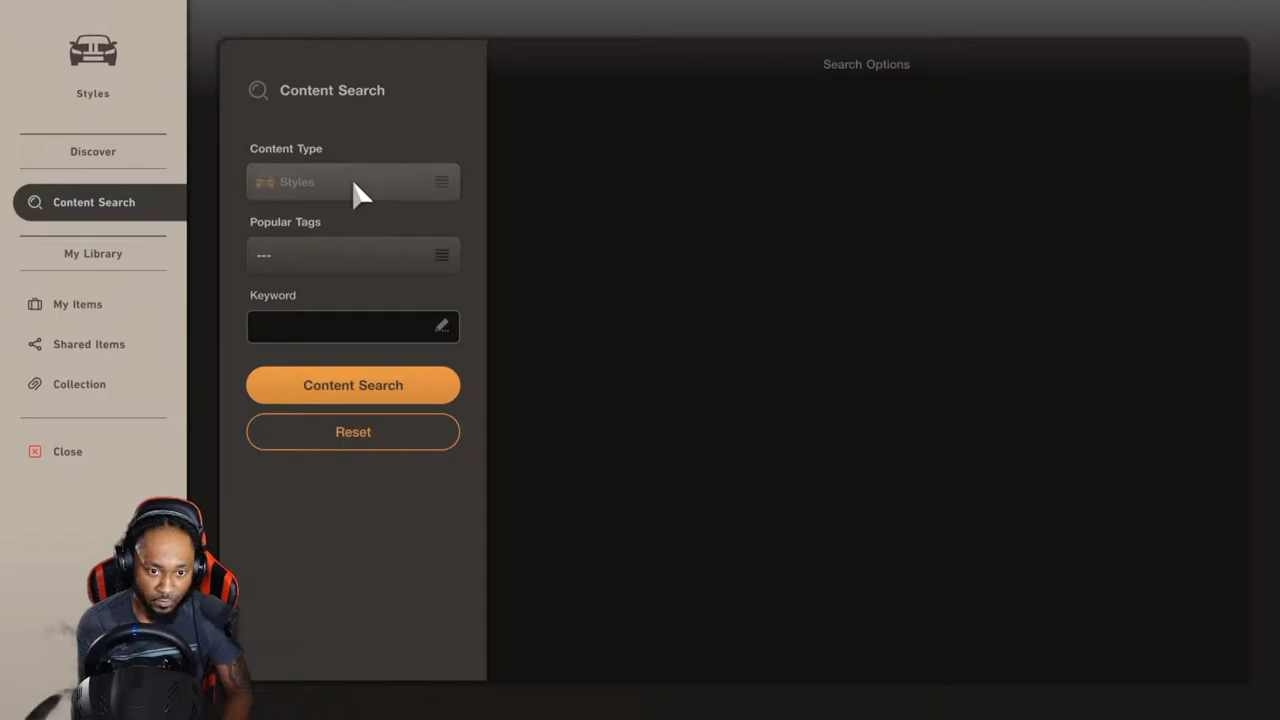 Styles
Discover
Content Search
My Library
My Items
Shared Items
Collection
Close
Content Search
Content Type
Styles
Popular Tags
---
Keyword
Content Search
Reset
Search Options